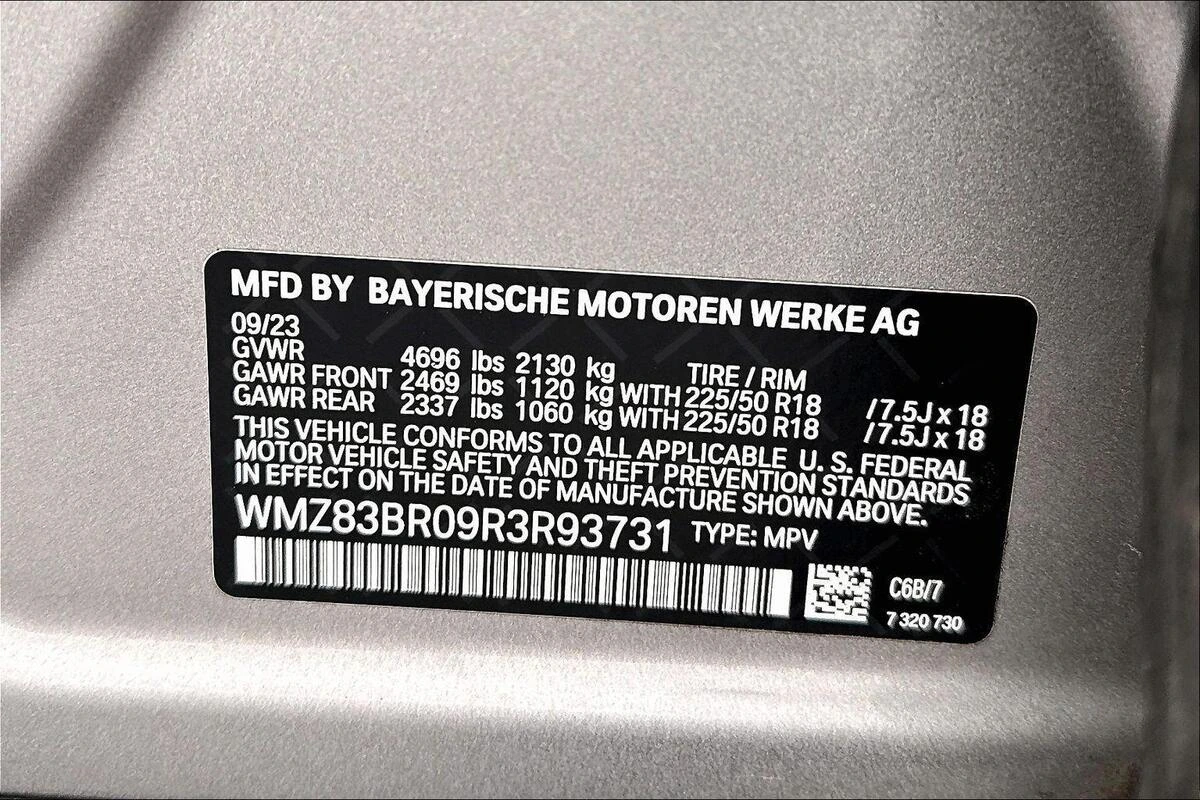 MFD BY BAYERISCHE MOTOREN WERKE AG
09/23
GVWR 4696 lbs 2130 kg TIRE / RIM
GAWR FRONT 2469 lbs 1120 kg WITH 225/50 R18 /7.5J x 18
GAWR REAR 2337 lbs 1060 kg WITH 225/50 R18 /7.5J x 18
THIS VEHICLE CONFORMS TO ALL APPLICABLE U. S. FEDERAL
MOTOR VEHICLE SAFETY AND THEFT PREVENTION STANDARDS
IN EFFECT ON THE DATE OF MANUFACTURE SHOWN ABOVE.
WMZ83BR09R3R93731 TYPE: MPV
C6B/7
7 320 730